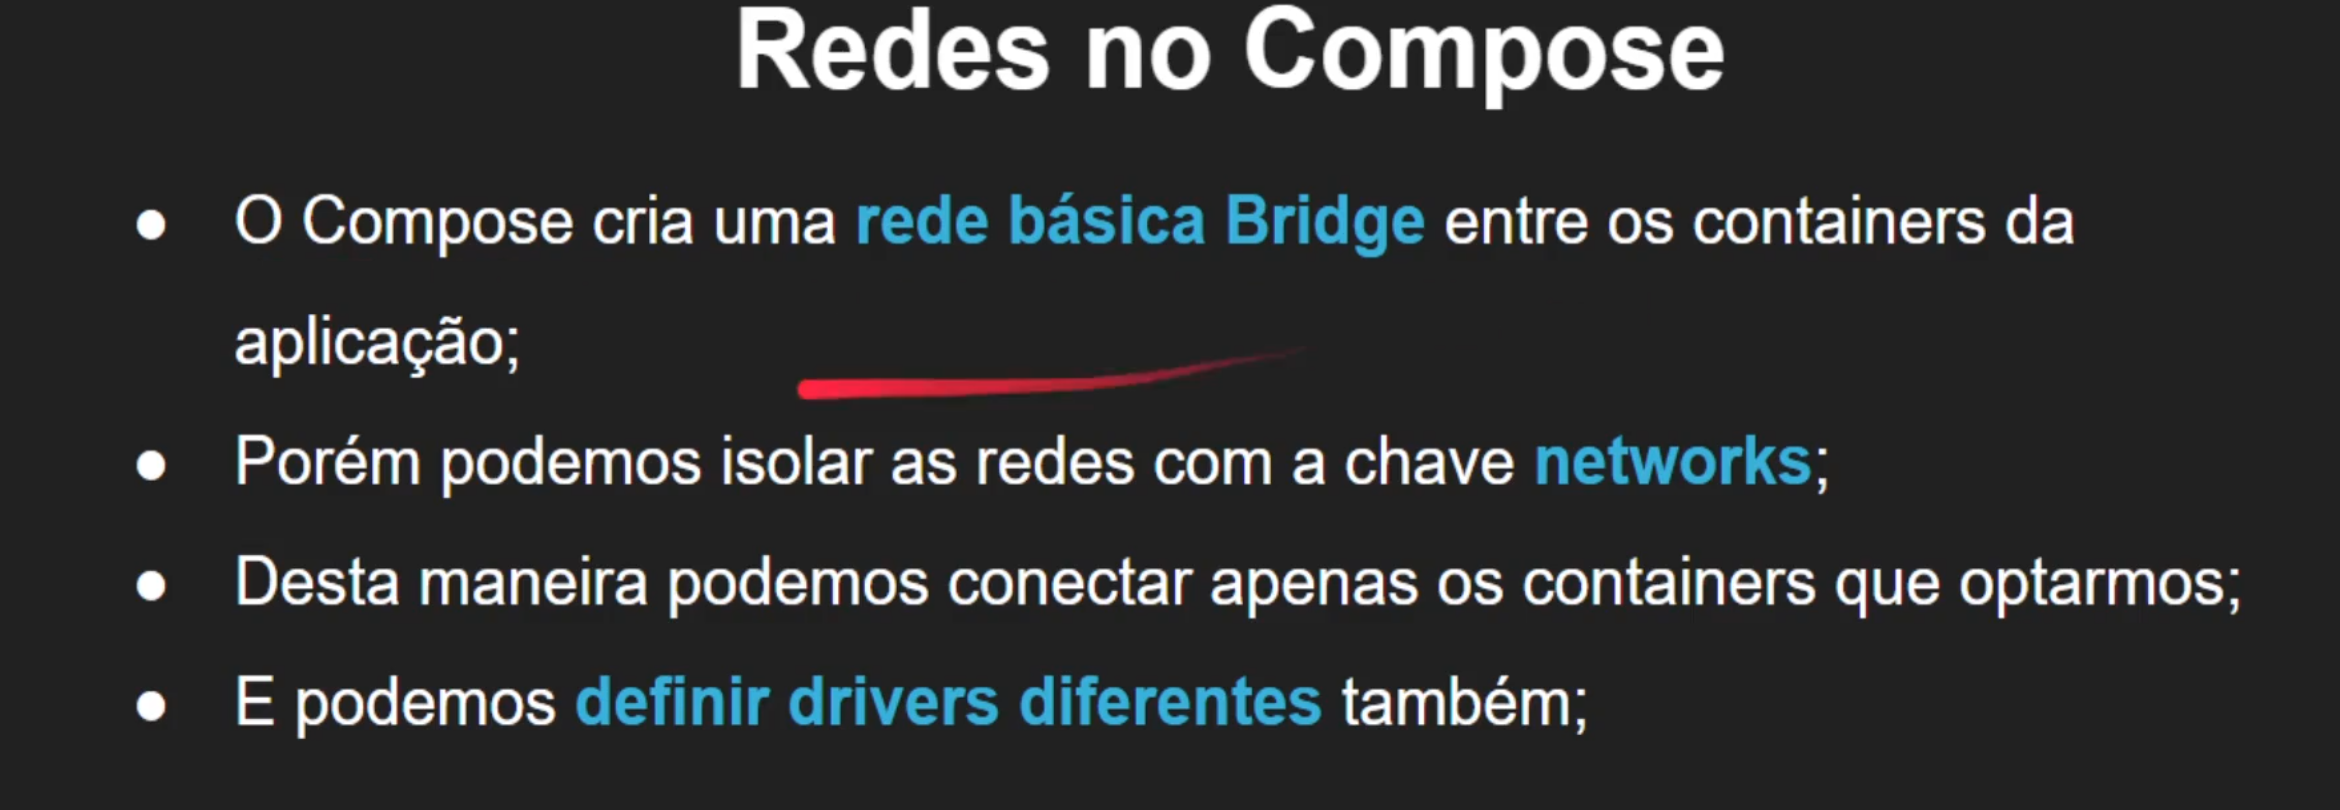 Redes no Compose
● O Compose cria uma rede básica Bridge entre os containers da
aplicação;
● Porém podemos isolar as redes com a chave networks;
● Desta maneira podemos conectar apenas os containers que optarmos;
● E podemos definir drivers diferentes também;